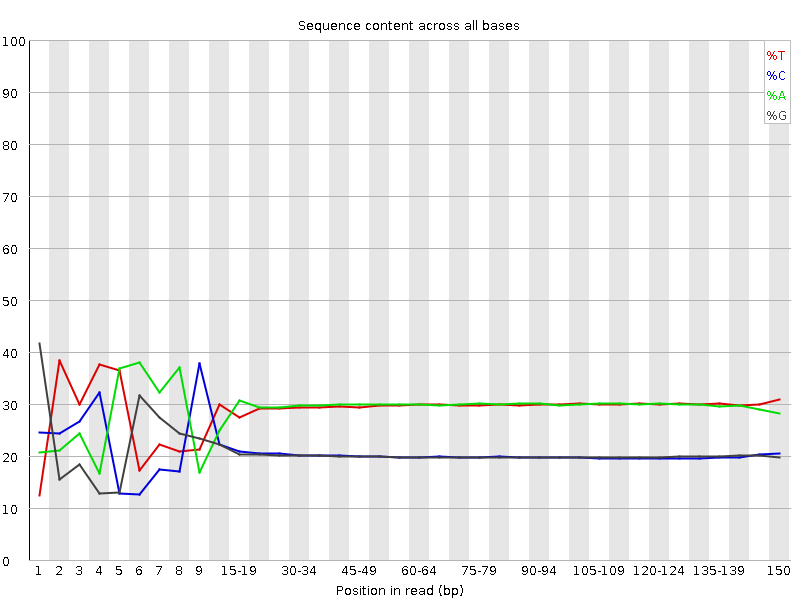 Sequence content across all bases
100
90
80
70
60
50
40
30
20
10
0
%T
%C
%A
%G
1 2 3 4 5 6 7 8 9 15-19 30-34 45-49 60-64 75-79 90-94 105-109 120-124 135-139 150
Position in read (bp)